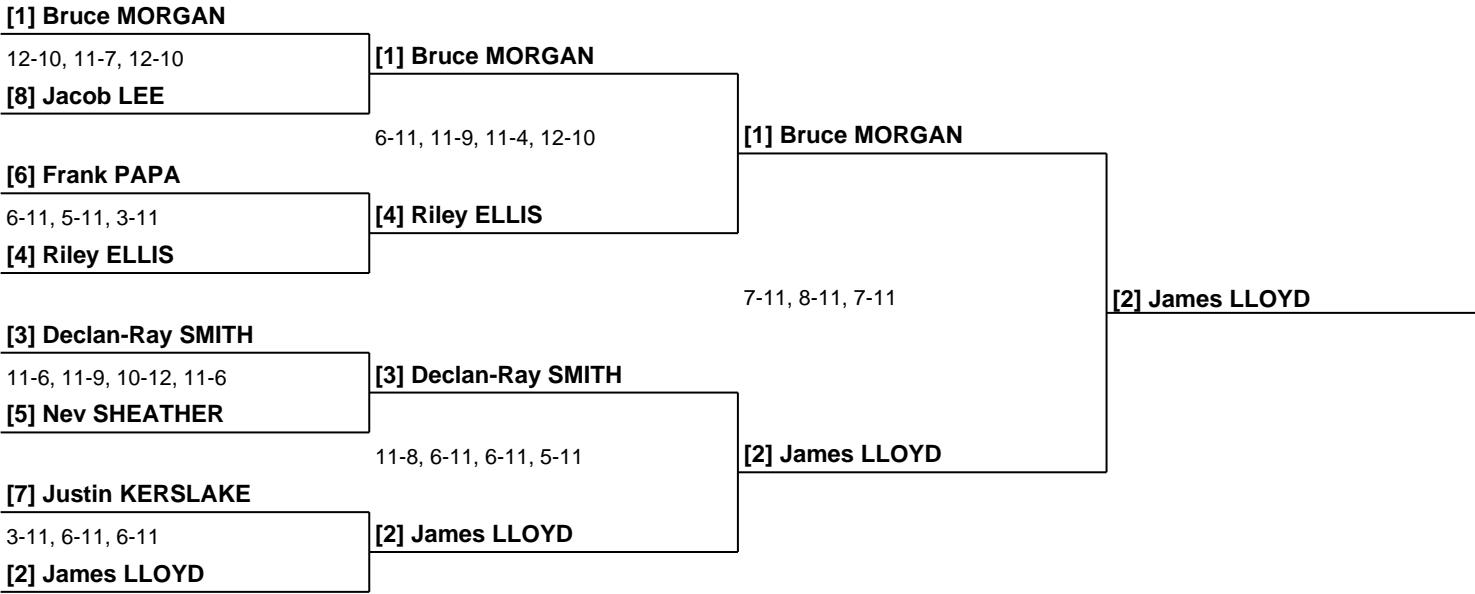 [1] Bruce MORGAN
12-10, 11-7, 12-10
[1] Bruce MORGAN
[8] Jacob LEE
6-11, 11-9, 11-4, 12-10
[1] Bruce MORGAN
[6] Frank PAPA
6-11, 5-11, 3-11
[4] Riley ELLIS
[4] Riley ELLIS
7-11, 8-11, 7-11
[2] James LLOYD
[3] Declan-Ray SMITH
11-6, 11-9, 10-12, 11-6
[3] Declan-Ray SMITH
[5] Nev SHEATHER
11-8, 6-11, 6-11, 5-11
[2] James LLOYD
[7] Justin KERSLAKE
3-11, 6-11, 6-11
[2] James LLOYD
[2] James LLOYD